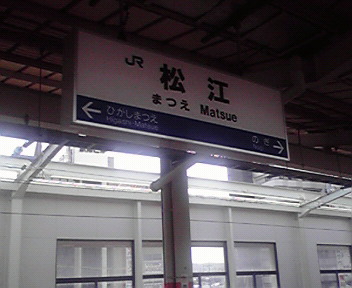 JR 松江
まつえ Matsue
← ひがしまつえ
Higashi-Matsue
のぎ →